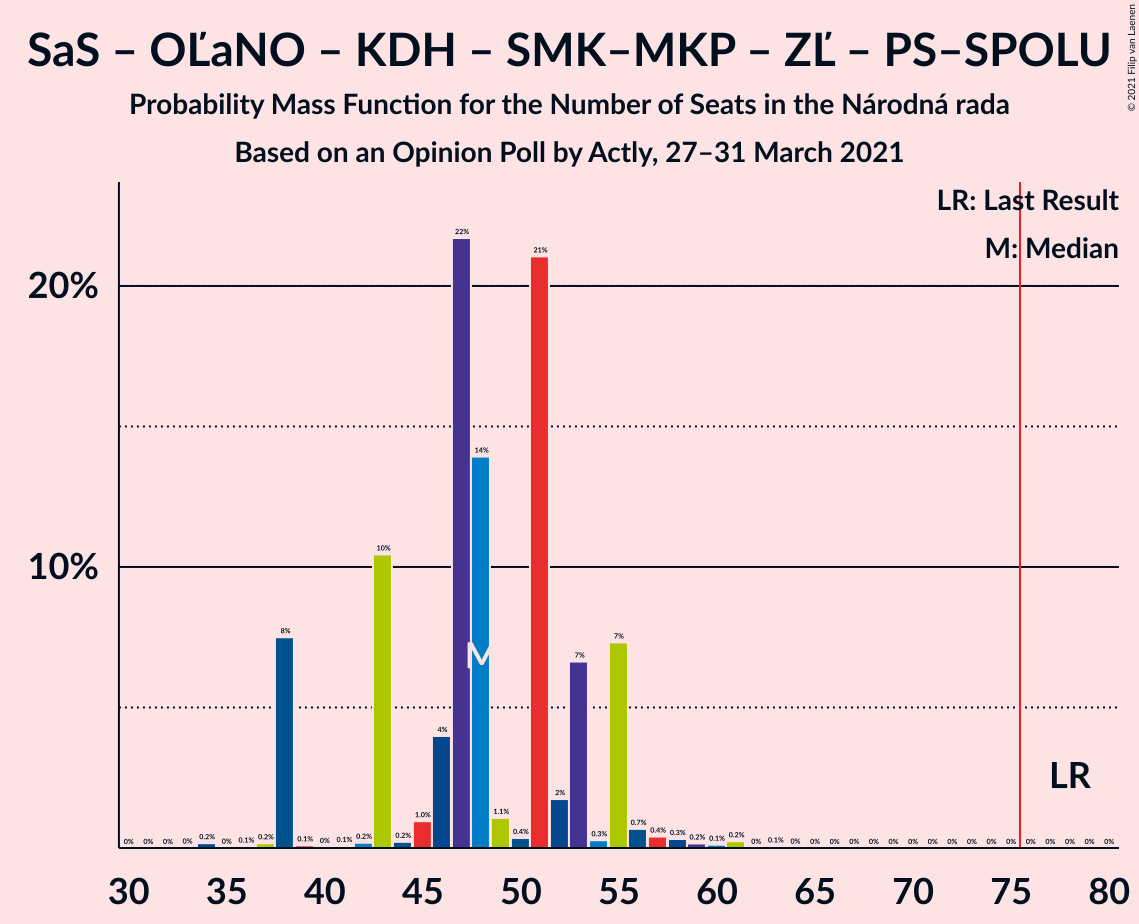 SaS – OĽaNO – KDH – SMK–MKP – ZĽ – PS–SPOLU
Probability Mass Function for the Number of Seats in the Národná rada
Based on an Opinion Poll by Actly, 27–31 March 2021
© 2021 Filip van Laenen
LR: Last Result
M: Median
20%
10%
0% 0% 0% 0% 0.2% 0% 0.1% 0.2% 8% 0.1% 0% 0.1% 0.2% 10% 0.2% 1.0% 4% 22% 14% 1.1% 0.4% 21% 2% 7% 0.3% 7% 0.7% 0.4% 0.3% 0.2% 0.1% 0.2% 0% 0.1% 0% 0% 0% 0% 0% 0% 0% 0% 0% 0% 0% 0% 0% 0% 0% 0% 0%
M
LR
30 35 40 45 50 55 60 65 70 75 80